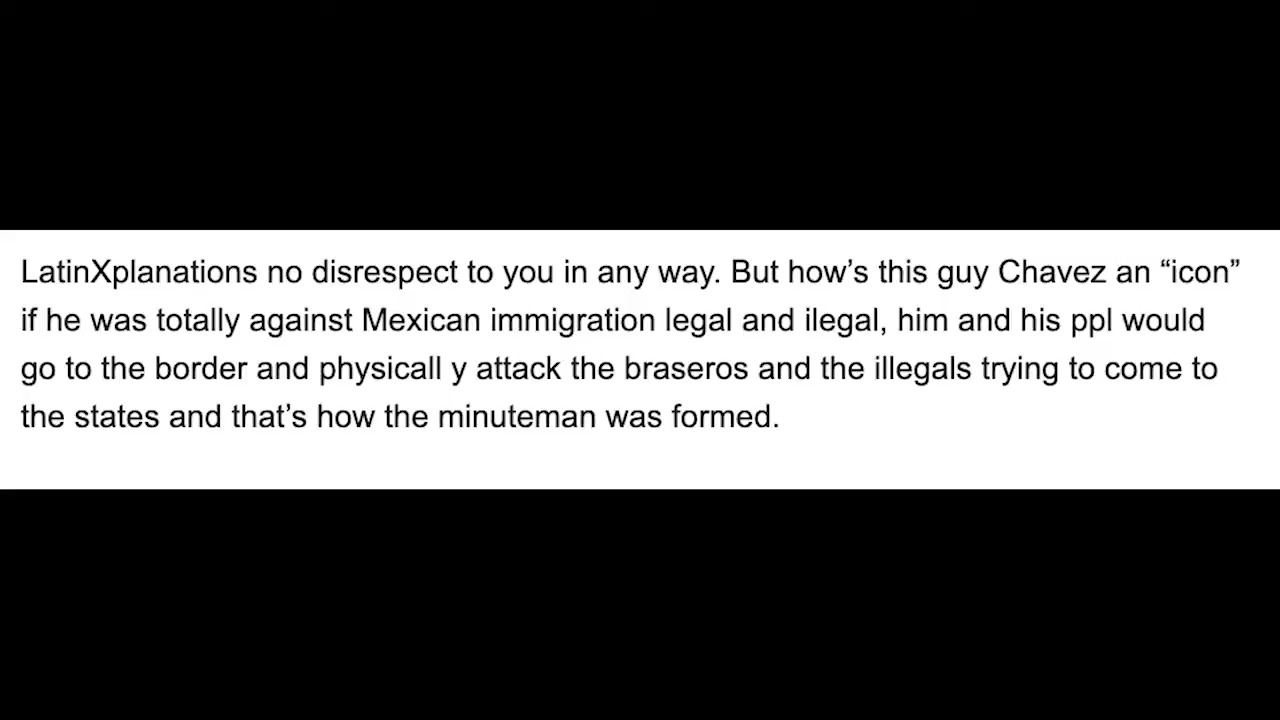 LatinXplanations no disrespect to you in any way. But how’s this guy Chavez an “icon”
if he was totally against Mexican immigration legal and ilegal, him and his ppl would
go to the border and physicall y attack the braseros and the illegals trying to come to
the states and that’s how the minuteman was formed.